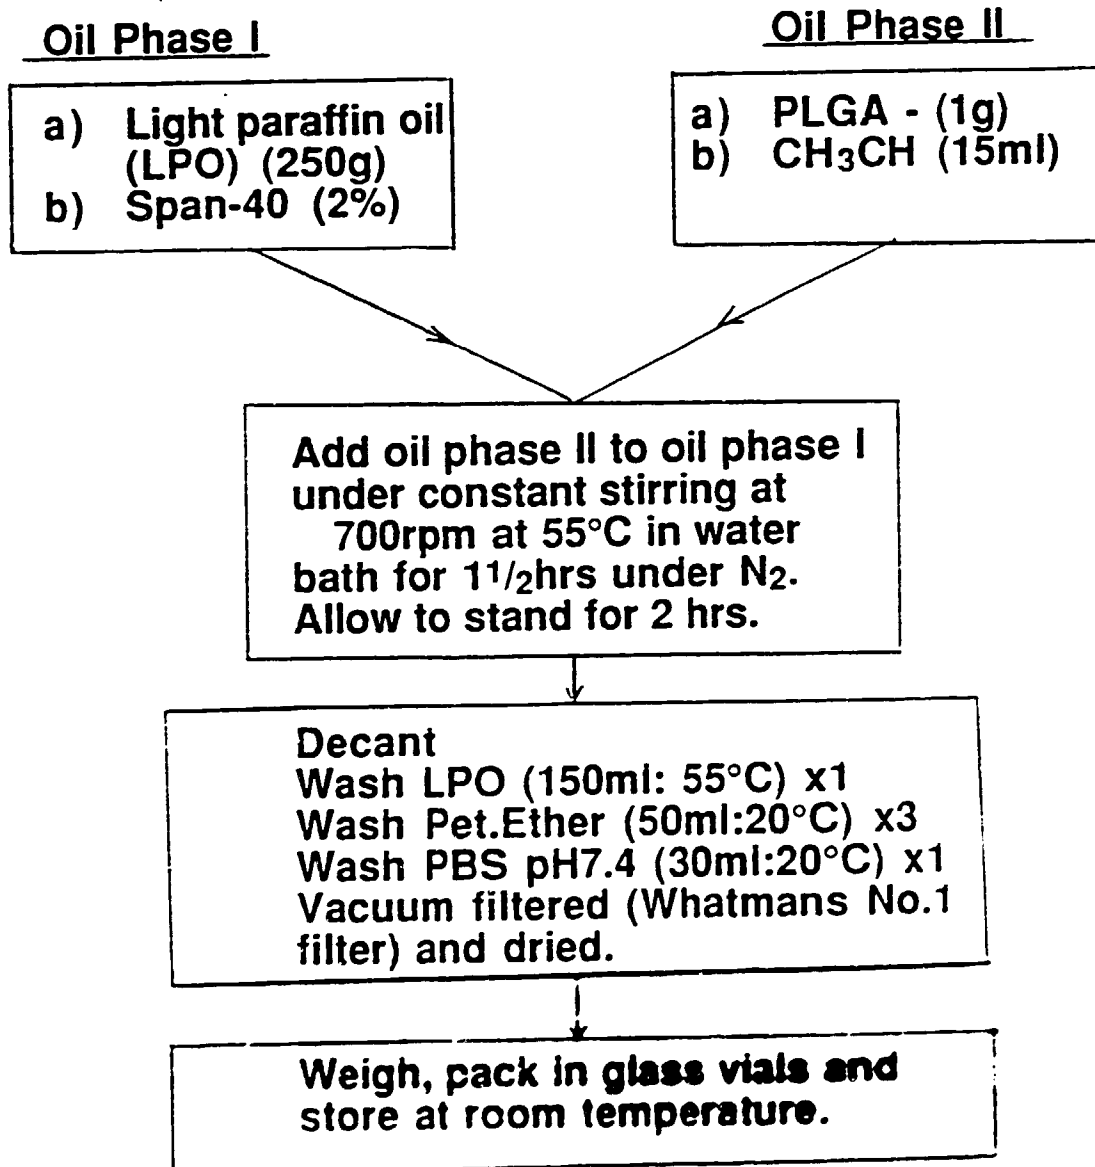 Oil Phase I
a) Light paraffin oil
(LPO) (250g)
b) Span-40 (2%)
Oil Phase II
a) PLGA - (1g)
b) CH₃CH (15ml)
Add oil phase II to oil phase I
under constant stirring at
700rpm at 55°C in water
bath for 1¹/₂hrs under N₂.
Allow to stand for 2 hrs.
Decant
Wash LPO (150ml: 55°C) x1
Wash Pet.Ether (50ml:20°C) x3
Wash PBS pH7.4 (30ml:20°C) x1
Vacuum filtered (Whatmans No.1
filter) and dried.
Weigh, pack in glass vials and
store at room temperature.